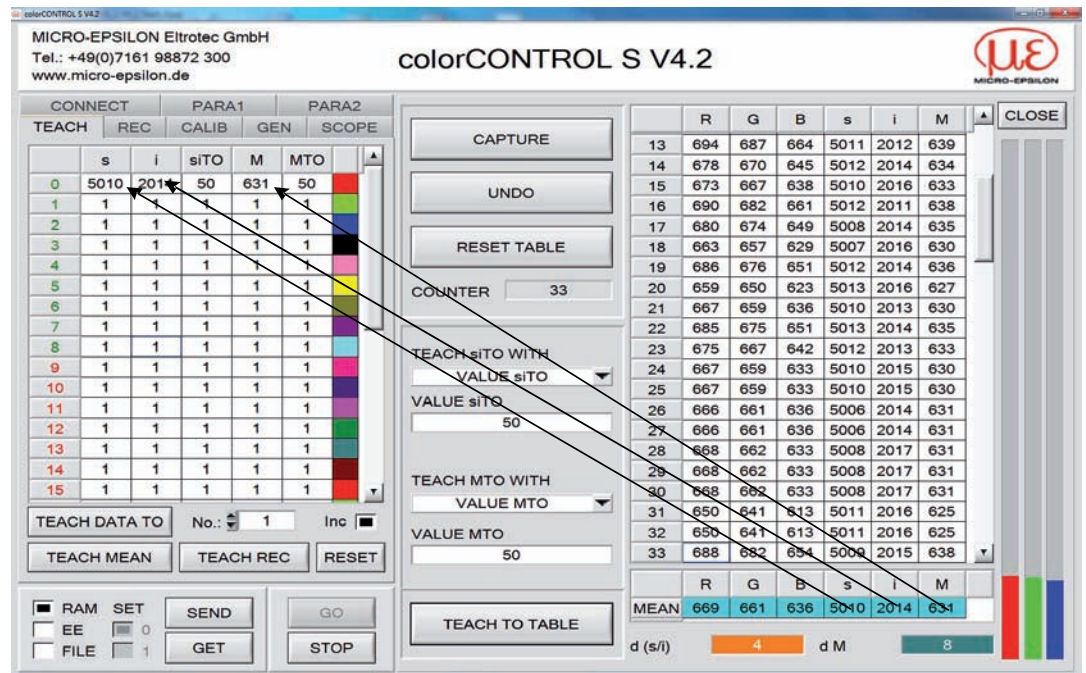 colorCONTROL S V4.2
MICRO-EPSILON Eltrotec GmbH
Tel.: +49(0)7161 98872 300
www.micro-epsilon.de
colorCONTROL S V4.2
µε
MICRO-EPSILON
CONNECT PARA1 PARA2
TEACH REC CALIB GEN SCOPE
s i siTO M MTO
0 5010 2014 50 631 50
1 1 1 1 1 1
2 1 1 1 1 1
3 1 1 1 1 1
4 1 1 1 1 1
5 1 1 1 1 1
6 1 1 1 1 1
7 1 1 1 1 1
8 1 1 1 1 1
9 1 1 1 1 1
10 1 1 1 1 1
11 1 1 1 1 1
12 1 1 1 1 1
13 1 1 1 1 1
14 1 1 1 1 1
15 1 1 1 1 1
TEACH DATA TO No.: 1 Inc
TEACH MEAN TEACH REC RESET
RAM SET SEND GO
EE 0
FILE 1 GET STOP
CAPTURE
UNDO
RESET TABLE
COUNTER 33
TEACH siTO WITH
VALUE siTO
VALUE siTO
50
TEACH MTO WITH
VALUE MTO
VALUE MTO
50
TEACH TO TABLE
R G B s i M
13 694 687 664 5011 2012 639
14 678 670 645 5012 2014 634
15 673 667 638 5010 2016 633
16 690 682 661 5012 2011 638
17 680 674 649 5008 2014 635
18 663 657 629 5007 2016 630
19 686 676 651 5012 2014 636
20 659 650 623 5013 2016 627
21 667 659 636 5010 2013 630
22 685 675 651 5013 2014 635
23 675 667 642 5012 2013 633
24 667 659 633 5010 2015 630
25 667 659 633 5010 2015 630
26 666 661 636 5006 2014 631
27 666 661 636 5006 2014 631
28 668 662 633 5008 2017 631
29 668 662 633 5008 2017 631
30 668 662 633 5008 2017 631
31 650 641 613 5011 2016 625
32 650 641 613 5011 2016 625
33 688 682 654 5009 2015 638
R G B s i M
MEAN 669 661 636 5010 2014 631
d (s/i) 4 d M 8
CLOSE